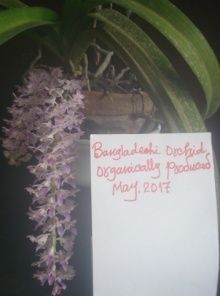 Bangladeshi Orchid,
Organically Produced
May, 2017